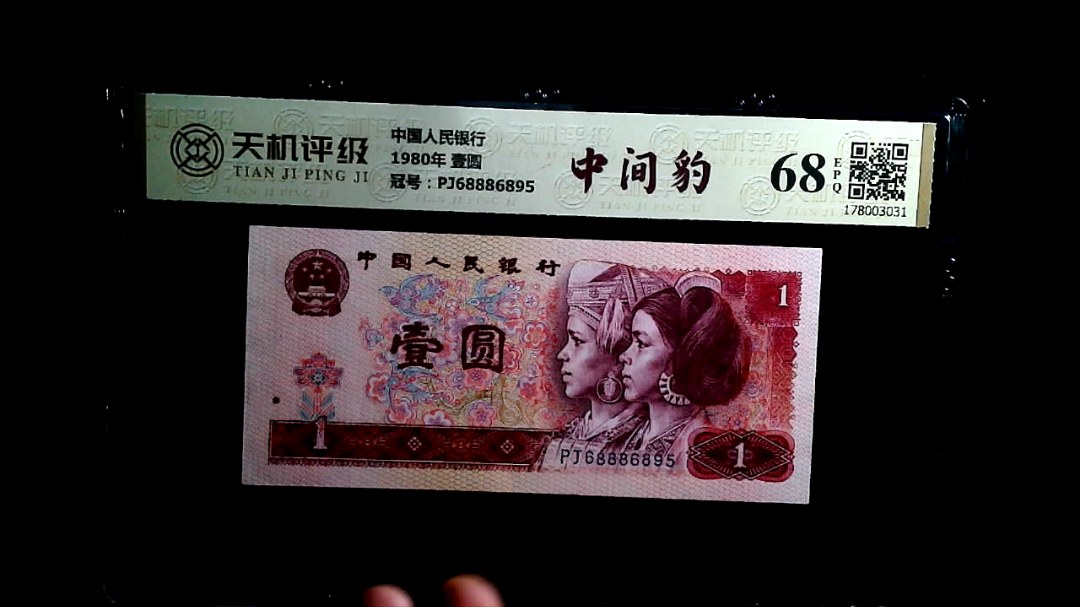 天机评级
TIAN JI PING JI
中国人民银行
1980年 壹圆
冠号：PJ68886895
中间豹
68
EPQ
178003031
中国人民银行
1
壹圆
1
PJ68886895
1